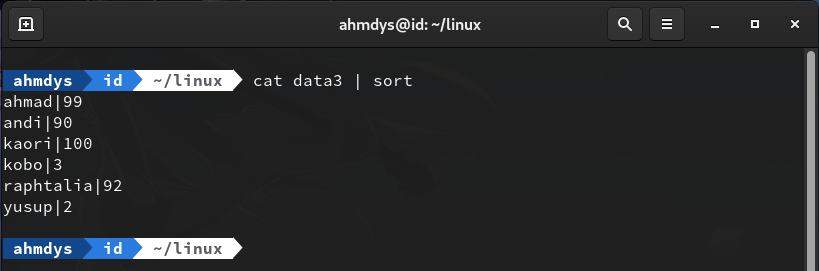 ahmdys@id: ~/linux
ahmdys id ~/linux cat data3 | sort
ahmad|99
andi|90
kaori|100
kobo|3
raphtalia|92
yusup|2
ahmdys id ~/linux